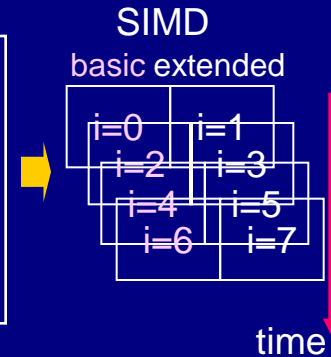 SIMD
basic extended
i=0 i=1
i=2 i=3
i=4 i=5
i=6 i=7
time